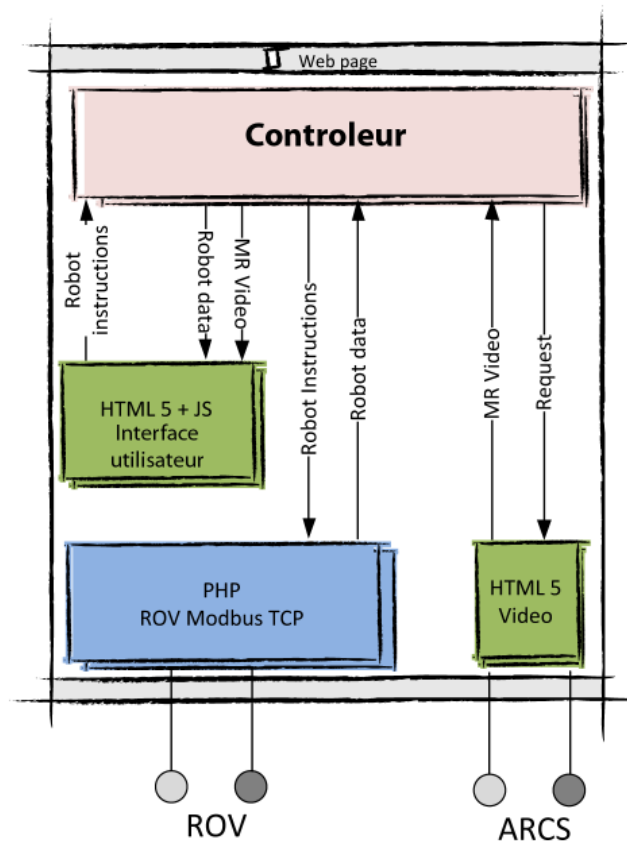 Web page
Controleur
Robot
instructions
Robot data
MR Video
Robot Instructions
Robot data
MR Video
Request
HTML 5 + JS
Interface
utilisateur
PHP
ROV Modbus TCP
HTML 5
Video
ROV
ARCS